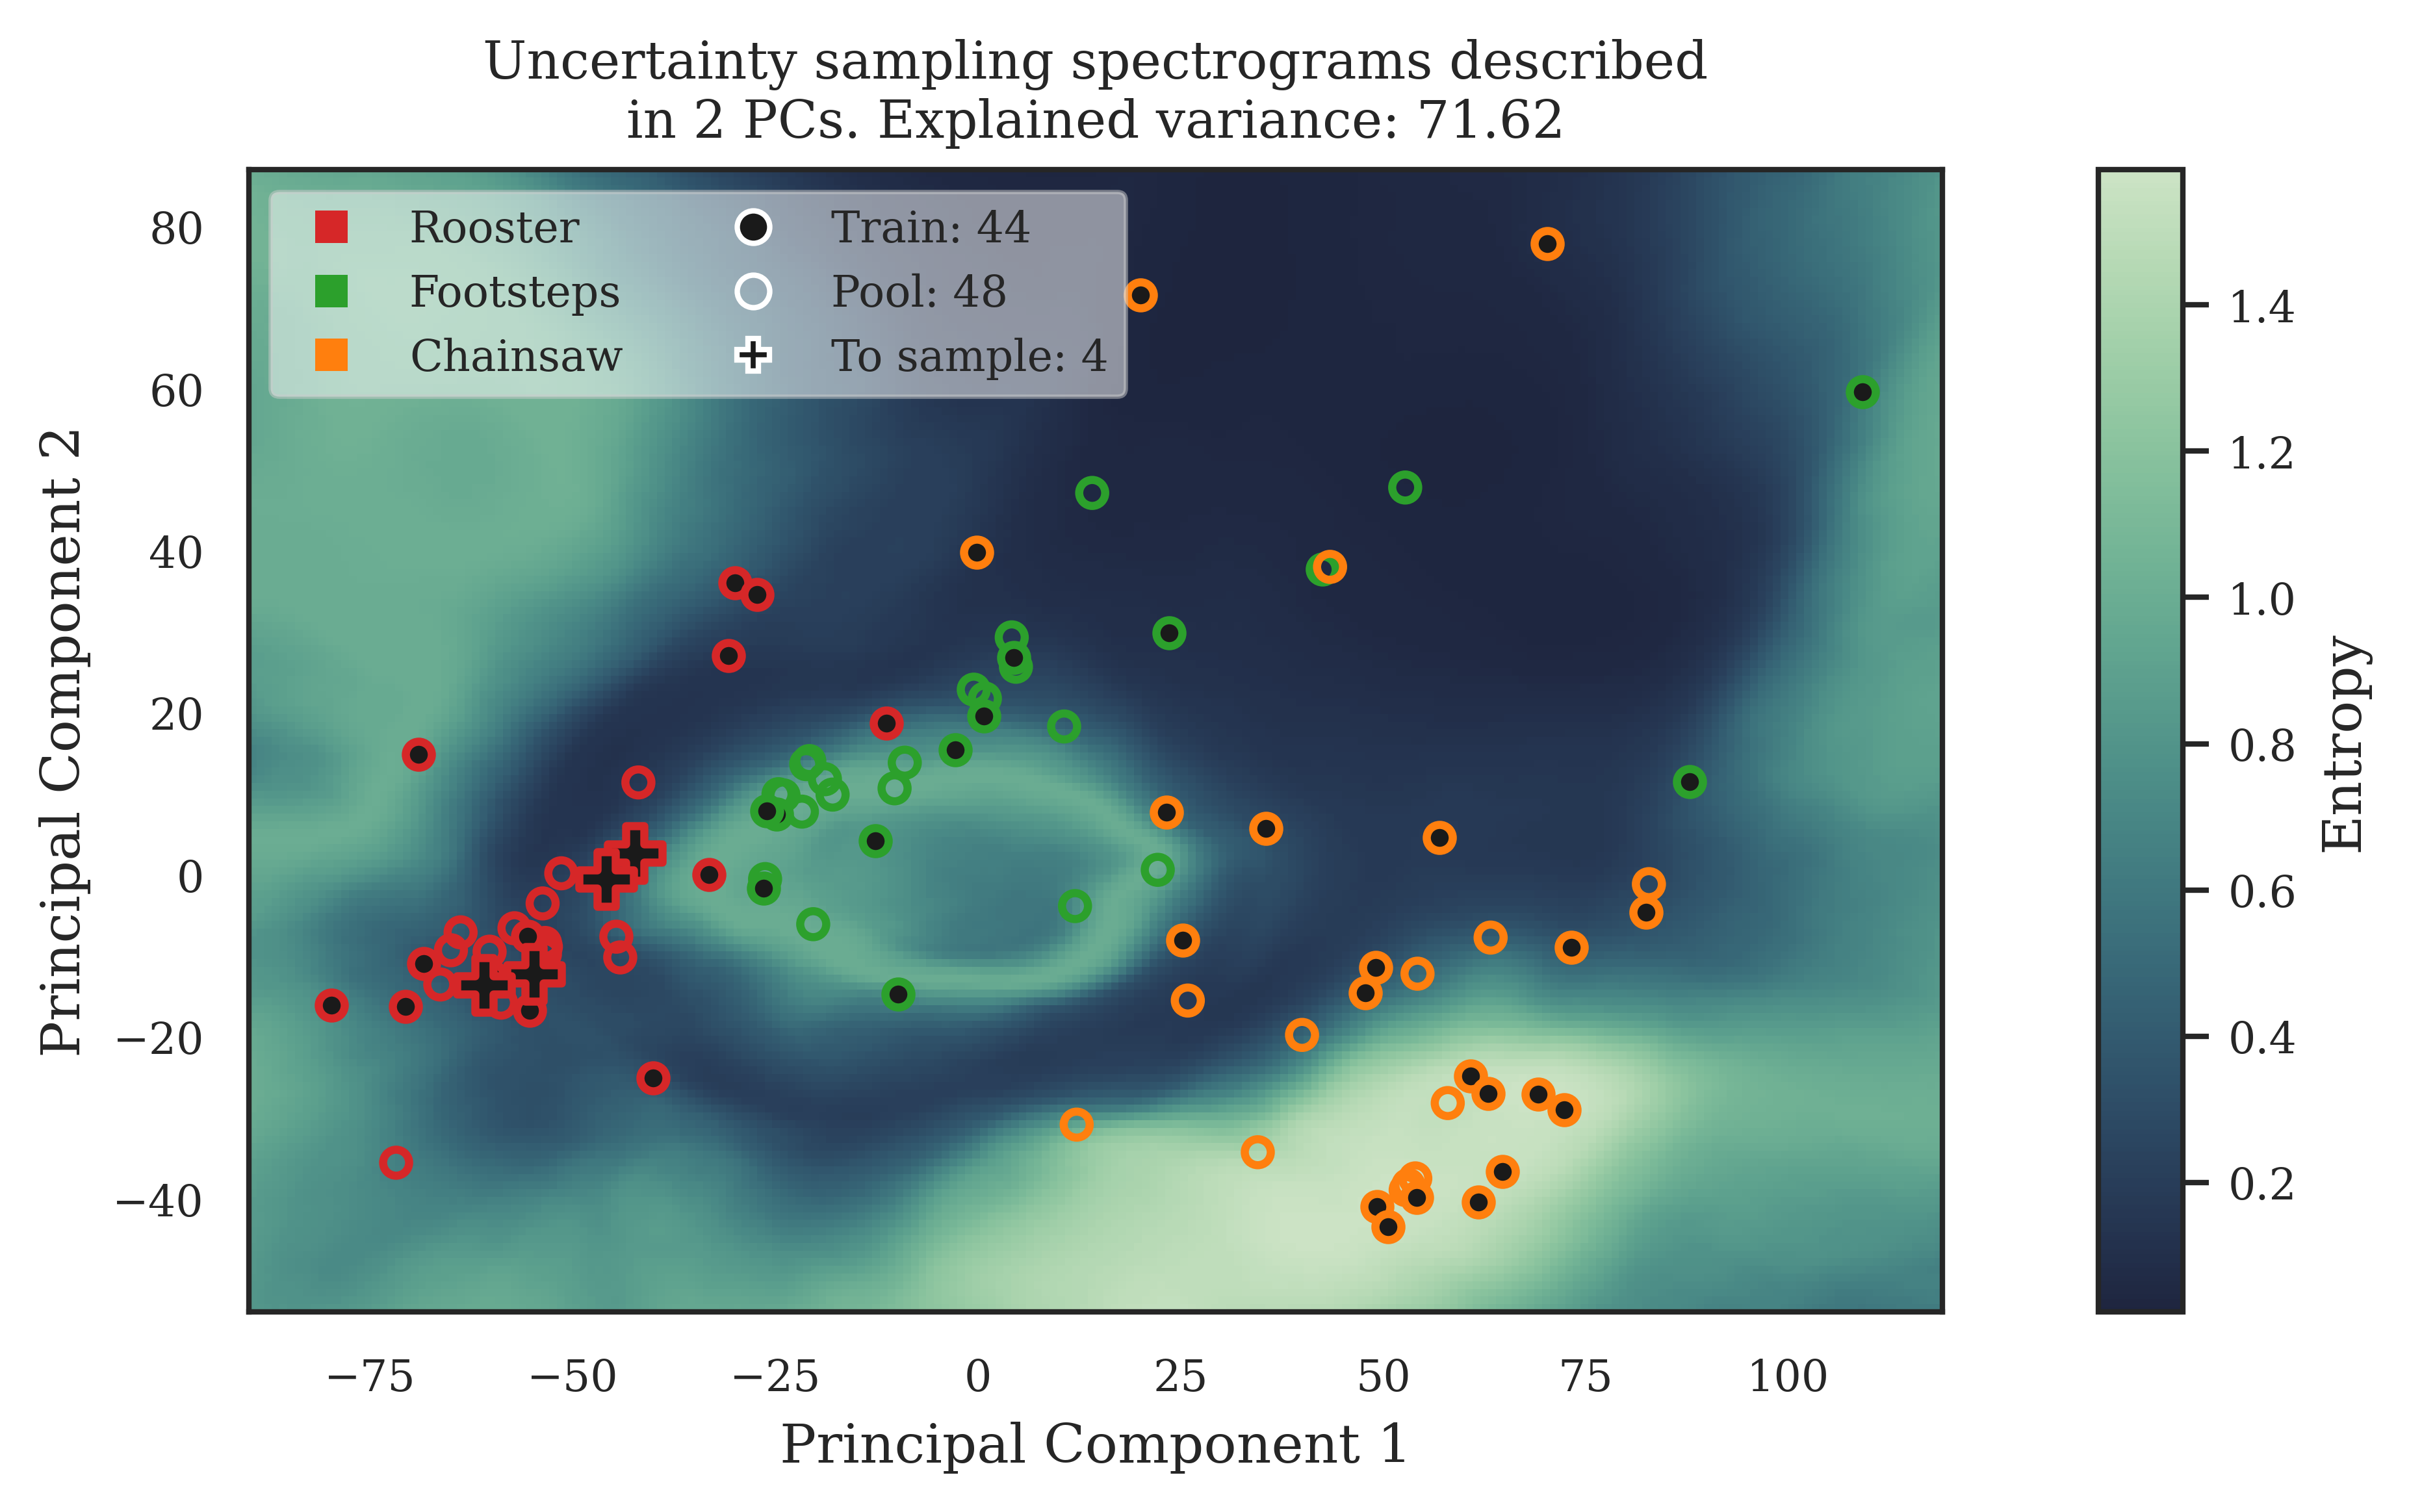 Uncertainty sampling spectrograms described
in 2 PCs. Explained variance: 71.62
Rooster
Footsteps
Chainsaw
Train: 44
Pool: 48
To sample: 4
Principal Component 2
80
60
40
20
0
−20
−40
−75
−50
−25
0
25
50
75
100
Principal Component 1
1.4
1.2
1.0
0.8
0.6
0.4
0.2
Entropy